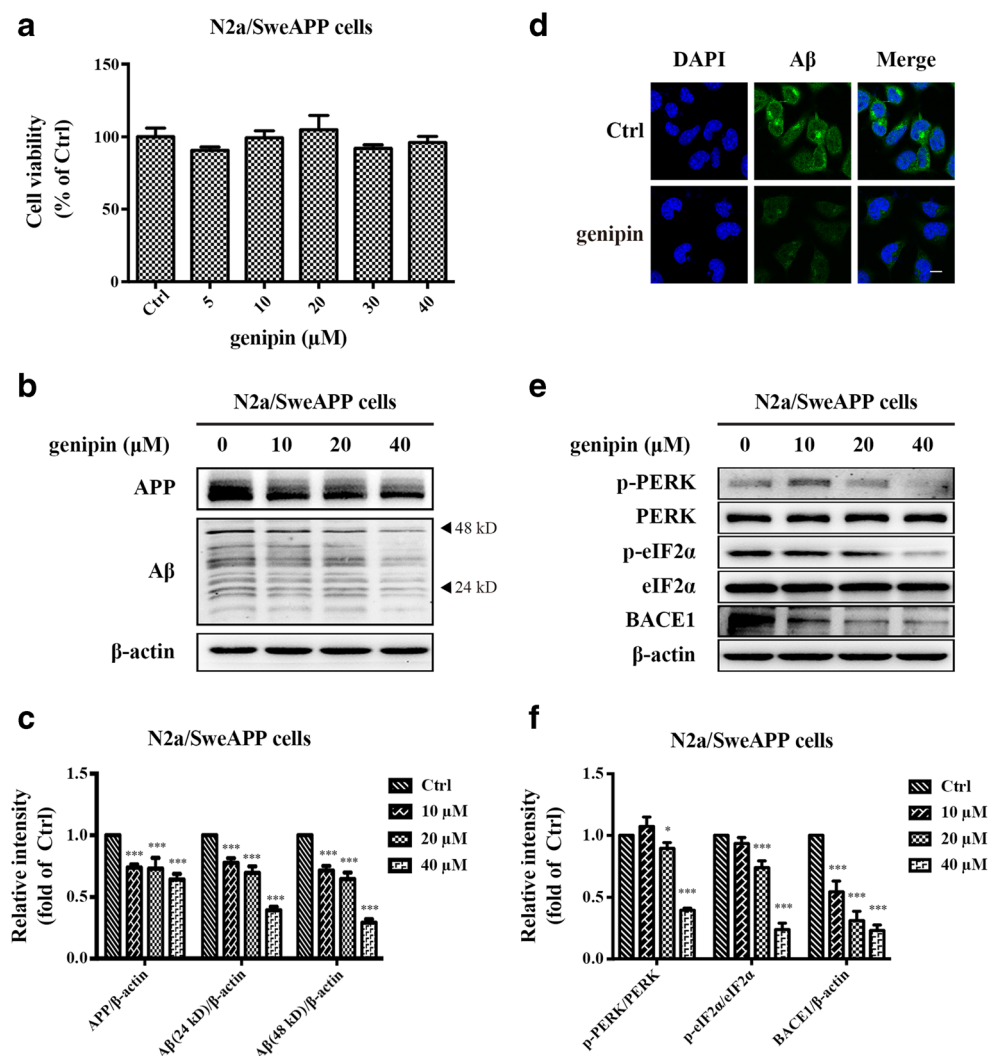 a
N2a/SweAPP cells
Cell viability
(% of Ctrl)
150
100
50
0
Ctrl
5
10
20
30
40
genipin (µM)
b
N2a/SweAPP cells
genipin (µM) 0 10 20 40
APP
Aβ
48 kD
24 kD
β-actin
c
N2a/SweAPP cells
Relative intensity
(fold of Ctrl)
1.5
1.0
0.5
0.0
*** *** ***
*** *** ***
*** *** ***
APP/β-actin
Aβ(24 kD)/β-actin
Aβ(48 kD)/β-actin
Ctrl
10 µM
20 µM
40 µM
d
DAPI Aβ Merge
Ctrl
genipin
e
N2a/SweAPP cells
genipin (µM) 0 10 20 40
p-PERK
PERK
p-eIF2α
eIF2α
BACE1
β-actin
f
N2a/SweAPP cells
Relative intensity
(fold of Ctrl)
1.5
1.0
0.5
0.0
* ***
*** ***
*** *** ***
p-PERK/PERK
p-eIF2α/eIF2α
BACE1/β-actin
Ctrl
10 µM
20 µM
40 µM